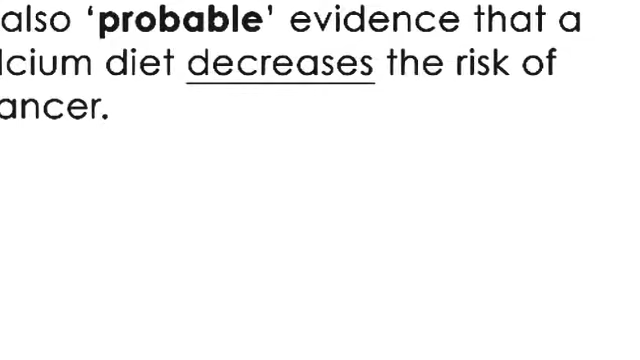 also ‘probable’ evidence that a
lcium diet decreases the risk of
ancer.